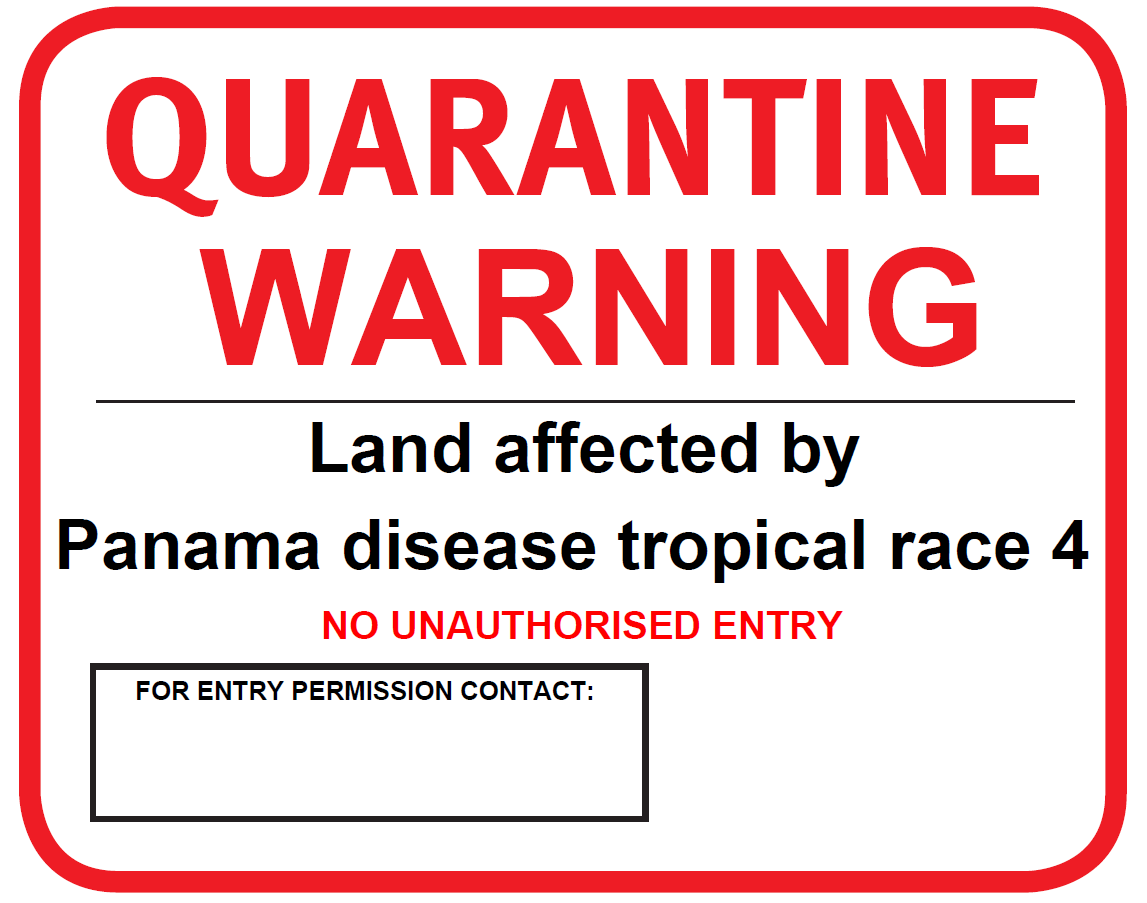 QUARANTINE
WARNING
Land affected by
Panama disease tropical race 4
NO UNAUTHORISED ENTRY
FOR ENTRY PERMISSION CONTACT: